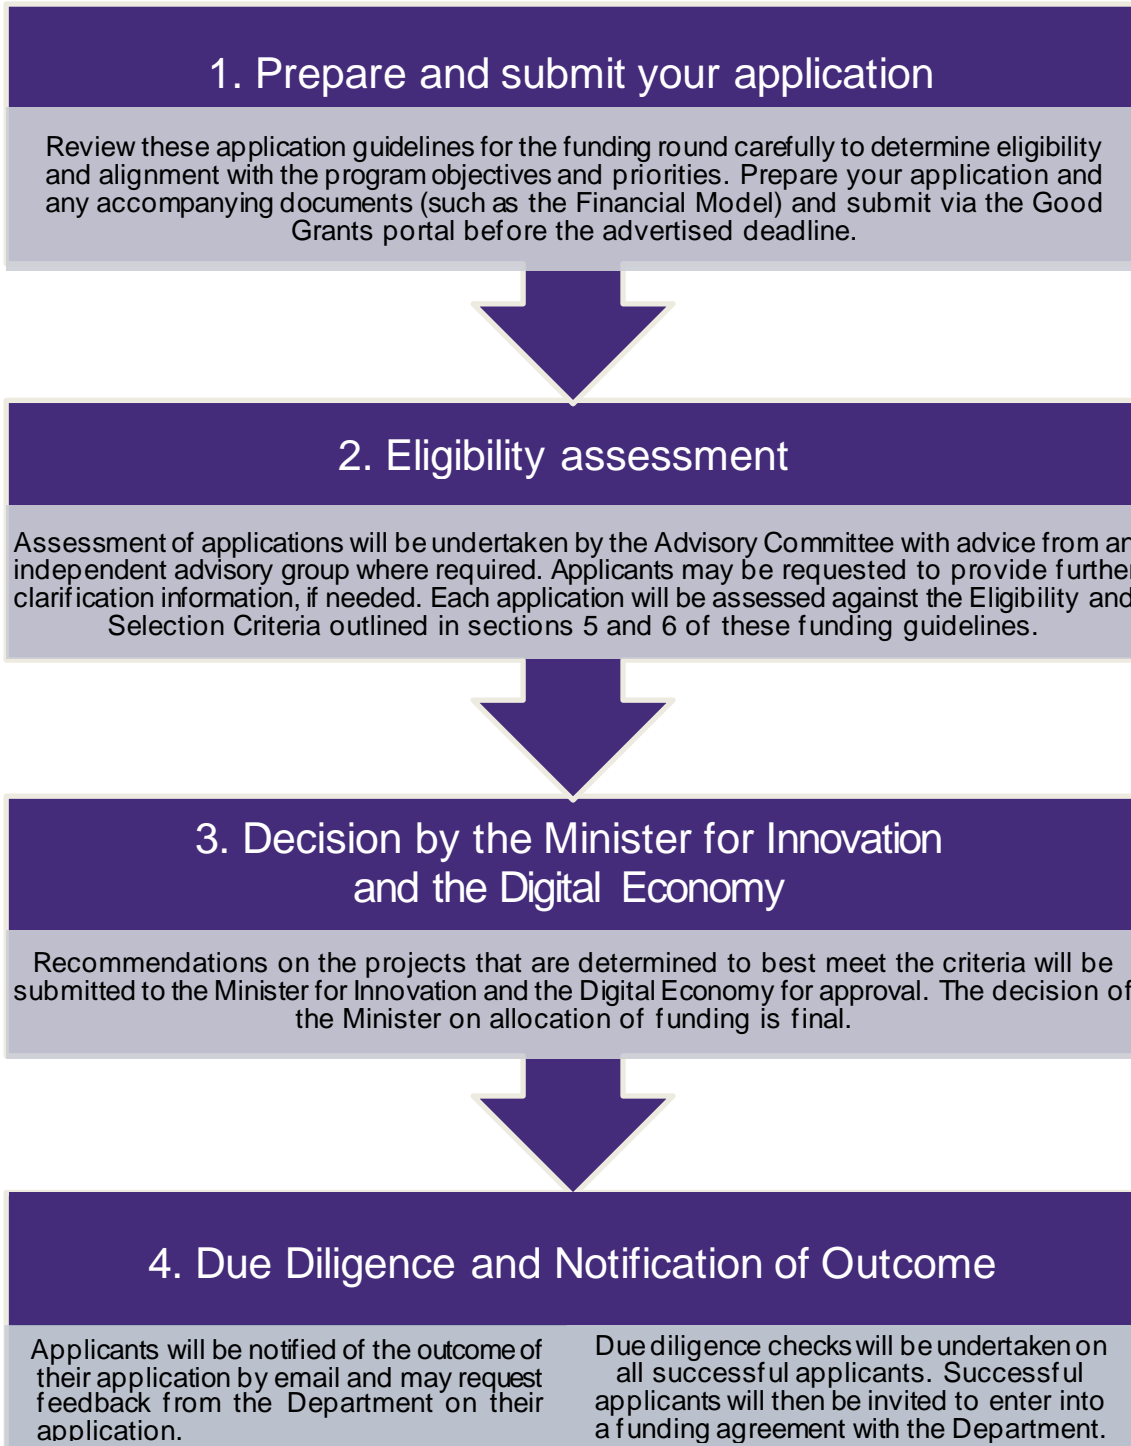 1. Prepare and submit your application
Review these application guidelines for the funding round carefully to determine eligibility
and alignment with the program objectives and priorities. Prepare your application and
any accompanying documents (such as the Financial Model) and submit via the Good
Grants portal before the advertised deadline.
2. Eligibility assessment
Assessment of applications will be undertaken by the Advisory Committee with advice from an
independent advisory group where required. Applicants may be requested to provide further
clarification information, if needed. Each application will be assessed against the Eligibility and
Selection Criteria outlined in sections 5 and 6 of these funding guidelines.
3. Decision by the Minister for Innovation
and the Digital Economy
Recommendations on the projects that are determined to best meet the criteria will be
submitted to the Minister for Innovation and the Digital Economy for approval. The decision of
the Minister on allocation of funding is final.
4. Due Diligence and Notification of Outcome
Applicants will be notified of the outcome of
their application by email and may request
feedback from the Department on their
application.
Due diligence checks will be undertaken on
all successful applicants. Successful
applicants will then be invited to enter into
a funding agreement with the Department.